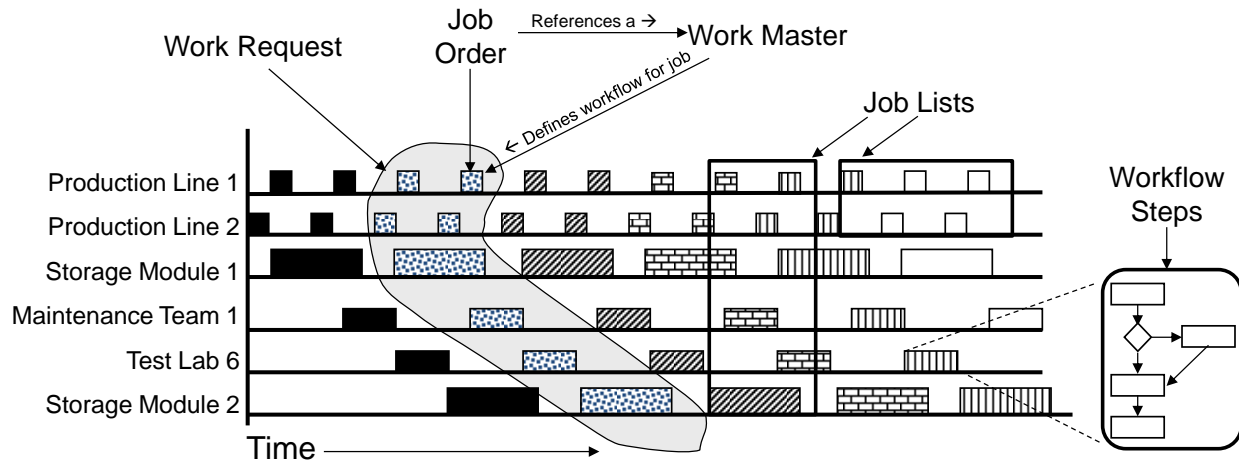 Work Request
Job
Order
References a →
Work Master
← Defines workflow for job
Job Lists
Workflow
Steps
Production Line 1
Production Line 2
Storage Module 1
Maintenance Team 1
Test Lab 6
Storage Module 2
Time